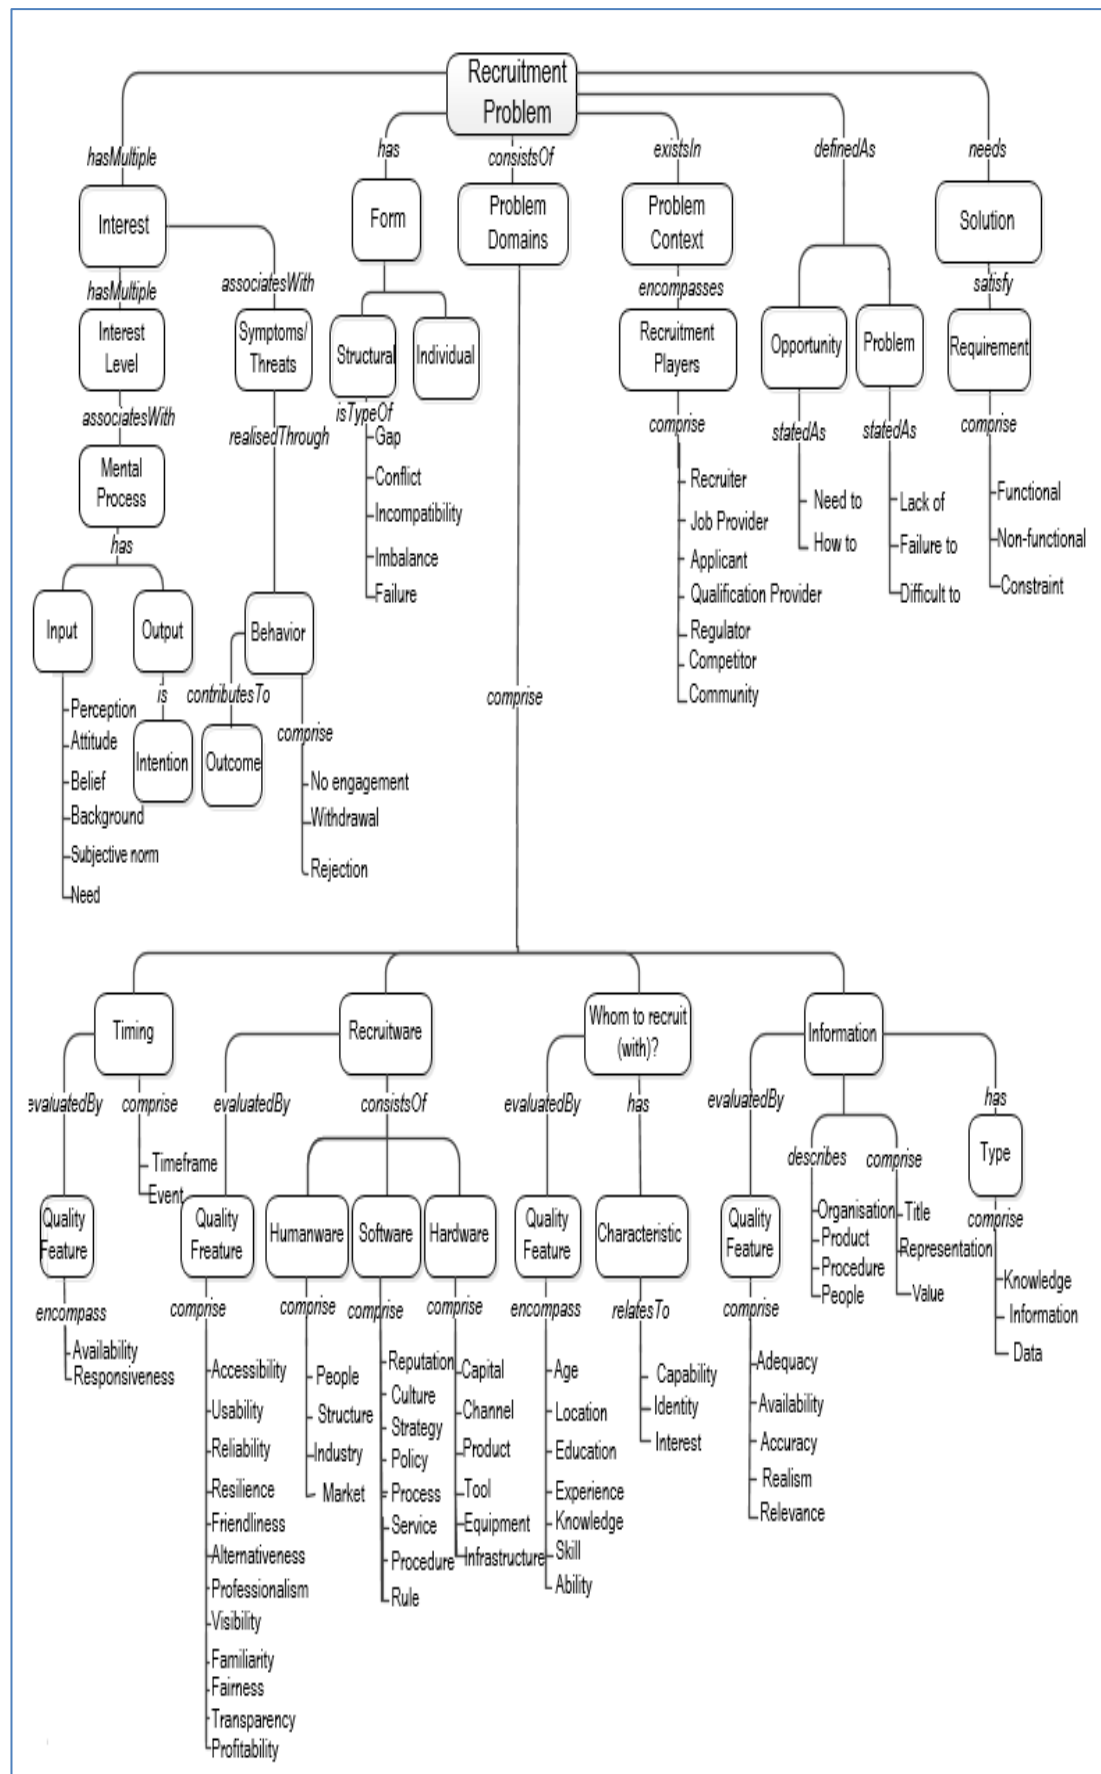 Recruitment
Problem
hasMultiple
has
consistsOf
existsIn
definedAs
needs
Interest
Form
Problem
Domains
Problem
Context
Solution
hasMultiple
associatesWith
encompasses
satisfy
Interest
Level
Symptoms/
Threats
Structural
Individual
Recruitment
Players
Opportunity
Problem
Requirement
associatesWith
realisedThrough
isTypeOf
comprise
statedAs
statedAs
comprise
Gap
Conflict
Incompatibility
Imbalance
Failure
Recruiter
Job Provider
Applicant
Qualification Provider
Regulator
Competitor
Community
Need to
How to
Lack of
Failure to
Difficult to
Functional
Non-functional
Constraint
Mental
Process
has
Input
Output
Behavior
is
contributesTo
comprise
comprise
Perception
Attitude
Belief
Background
Subjective norm
Need
Intention
Outcome
No engagement
Withdrawal
Rejection
Timing
Recruitware
Whom to recruit
(with)?
Information
evaluatedBy
comprise
evaluatedBy
consistsOf
evaluatedBy
has
evaluatedBy
describes
comprise
has
Timeframe
Event
Type
Quality
Feature
Quality
Freature
Humanware
Software
Hardware
Quality
Feature
Characteristic
Quality
Feature
Organisation
Product
Procedure
People
Title
Representation
Value
comprise
Knowledge
Information
Data
encompass
comprise
comprise
comprise
comprise
encompass
relatesTo
comprise
Availability
Responsiveness
Accessibility
Usability
Reliability
Resilience
Friendliness
Alternativeness
Professionalism
Visibility
Familiarity
Fairness
Transparency
Profitability
People
Structure
Industry
Market
Reputation
Culture
Strategy
Policy
Process
Service
Procedure
Rule
Capital
Channel
Product
Tool
Equipment
Infrastructure
Age
Location
Education
Experience
Knowledge
Skill
Ability
Capability
Identity
Interest
Adequacy
Availability
Accuracy
Realism
Relevance